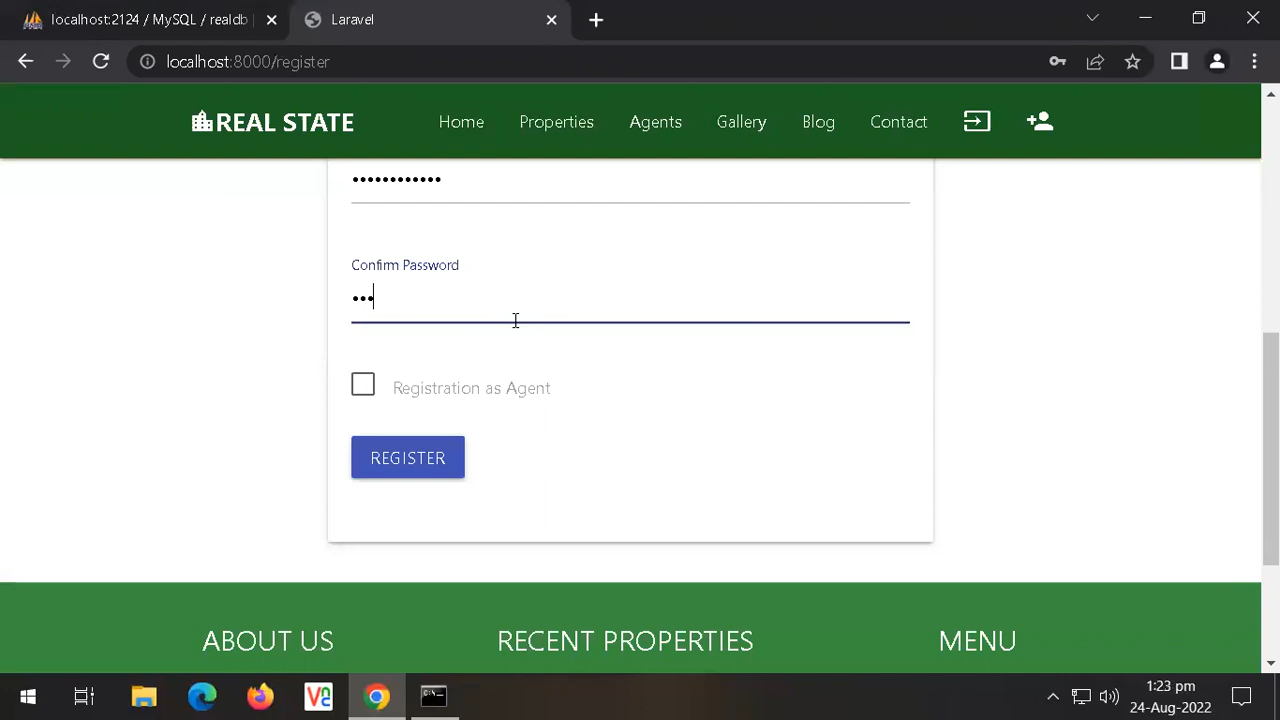 localhost:2124 / MySQL / realdb
Laravel
localhost:8000/register
REAL STATE
Home
Properties
Agents
Gallery
Blog
Contact
••••••••••••
Confirm Password
•••
Registration as Agent
REGISTER
ABOUT US
RECENT PROPERTIES
MENU
1:23 pm
24-Aug-2022